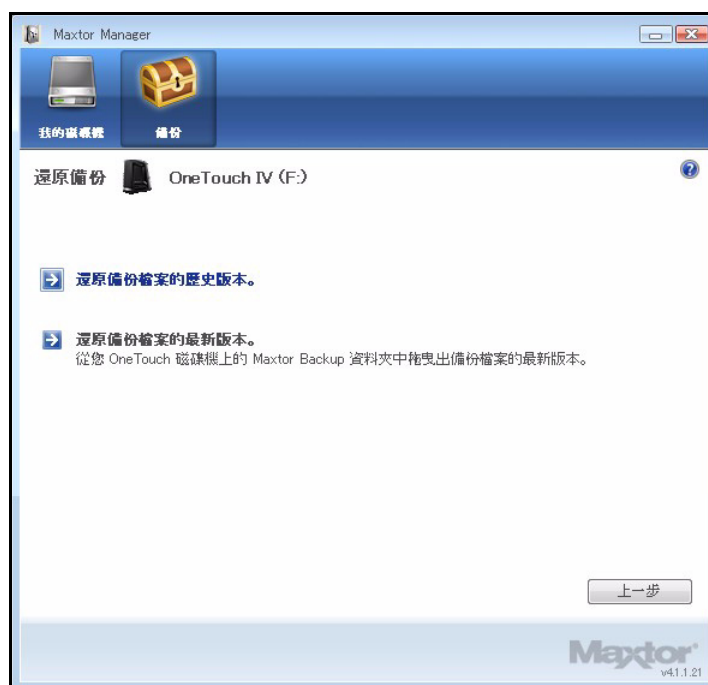 Maxtor Manager
我的磁碟機
備份
還原備份 OneTouch IV (F:)
還原備份檔案的歷史版本。
還原備份檔案的最新版本。
從您 OneTouch 磁碟機上的 Maxtor Backup 資料夾中拖曳出備份檔案的最新版本。
上一步
Maxtor
v4.1.1.21